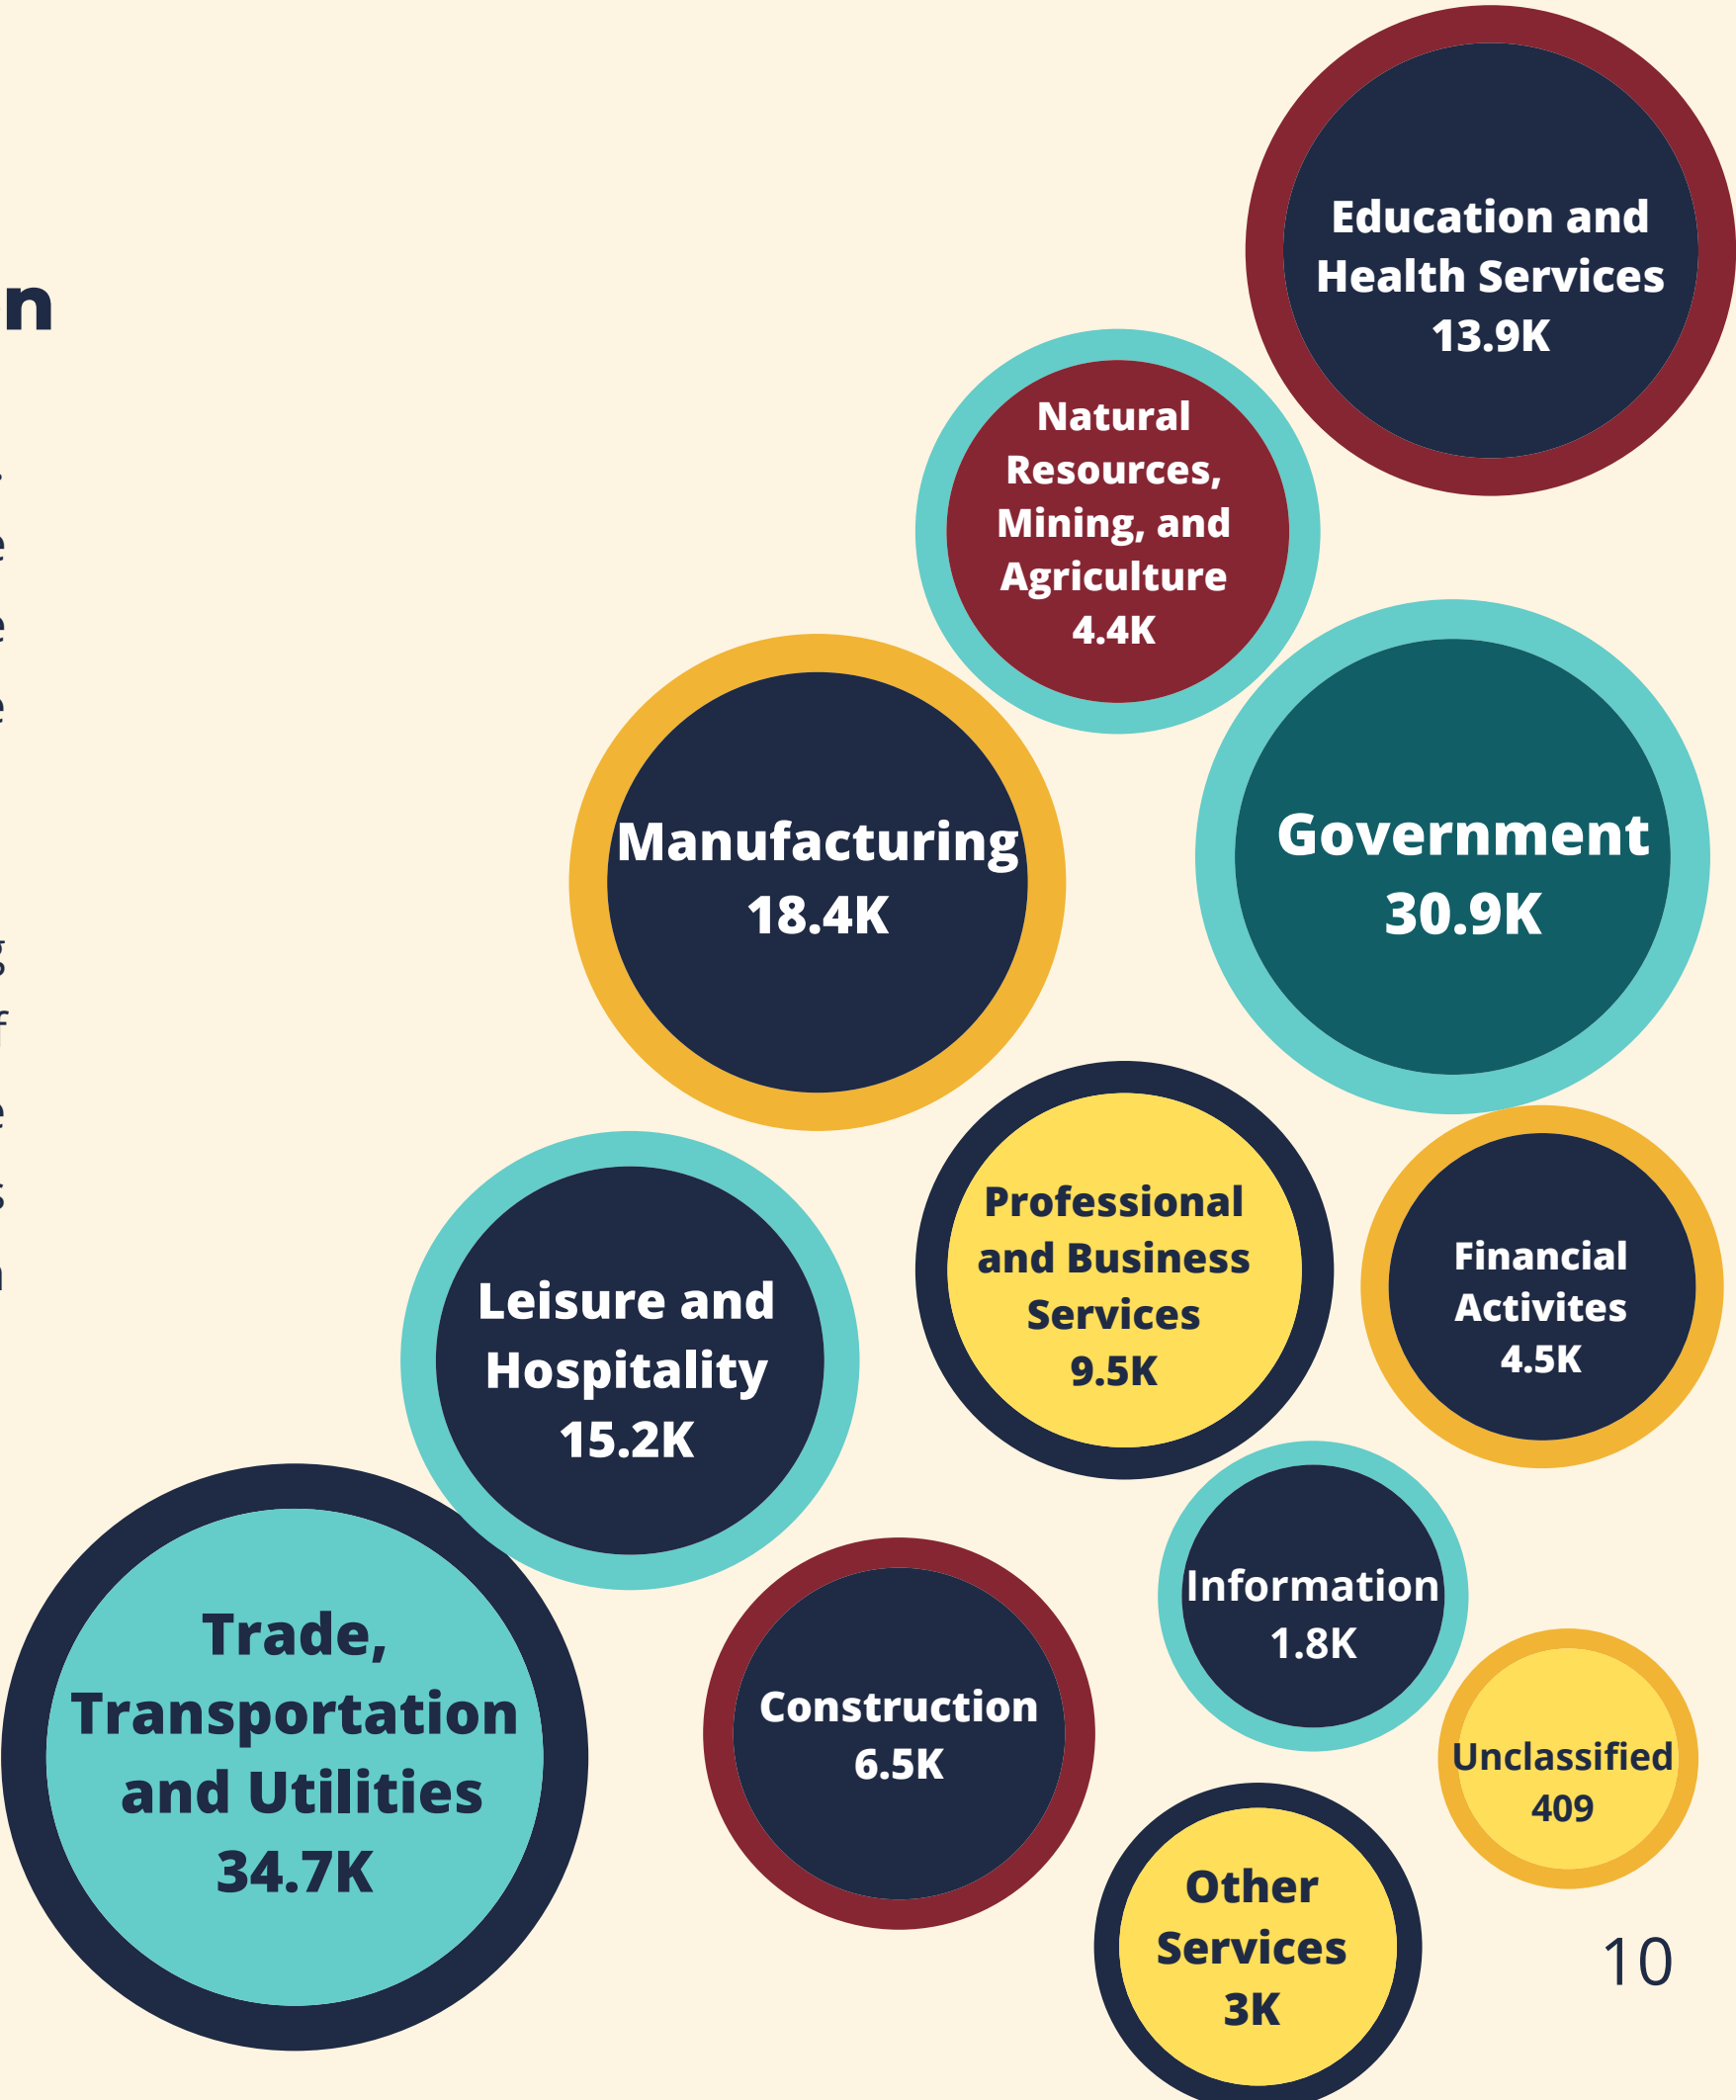 n
e
e
e
g
f
e
s
Education and
Health Services
13.9K
Natural
Resources,
Mining, and
Agriculture
4.4K
Manufacturing
18.4K
Government
30.9K
Professional
and Business
Services
9.5K
Financial
Activites
4.5K
Leisure and
Hospitality
15.2K
Information
1.8K
Trade,
Transportation
and Utilities
34.7K
Construction
6.5K
Unclassified
409
Other
Services
3K
10